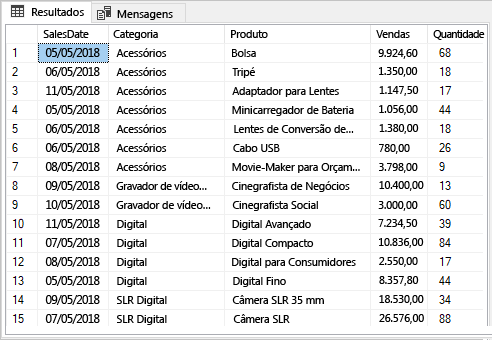 Resultados Mensagens
SalesDate Categoria Produto Vendas Quantidade
1 05/05/2018 Acessórios Bolsa 9.924,60 68
2 06/05/2018 Acessórios Tripé 1.350,00 18
3 11/05/2018 Acessórios Adaptador para Lentes 1.147,50 17
4 05/05/2018 Acessórios Minicarregador de Bateria 1.056,00 44
5 06/05/2018 Acessórios Lentes de Conversão de... 1.380,00 18
6 06/05/2018 Acessórios Cabo USB 780,00 26
7 08/05/2018 Acessórios Movie-Maker para Orçam... 3.798,00 9
8 09/05/2018 Gravador de vídeo... Cinegrafista de Negócios 10.400,00 13
9 10/05/2018 Gravador de vídeo... Cinegrafista Social 3.000,00 60
10 11/05/2018 Digital Digital Avançado 7.234,50 39
11 07/05/2018 Digital Digital Compacto 10.836,00 84
12 08/05/2018 Digital Digital para Consumidores 2.550,00 17
13 05/05/2018 Digital Digital Fino 8.357,80 44
14 09/05/2018 SLR Digital Câmera SLR 35 mm 18.530,00 34
15 07/05/2018 SLR Digital Câmera SLR 26.576,00 88